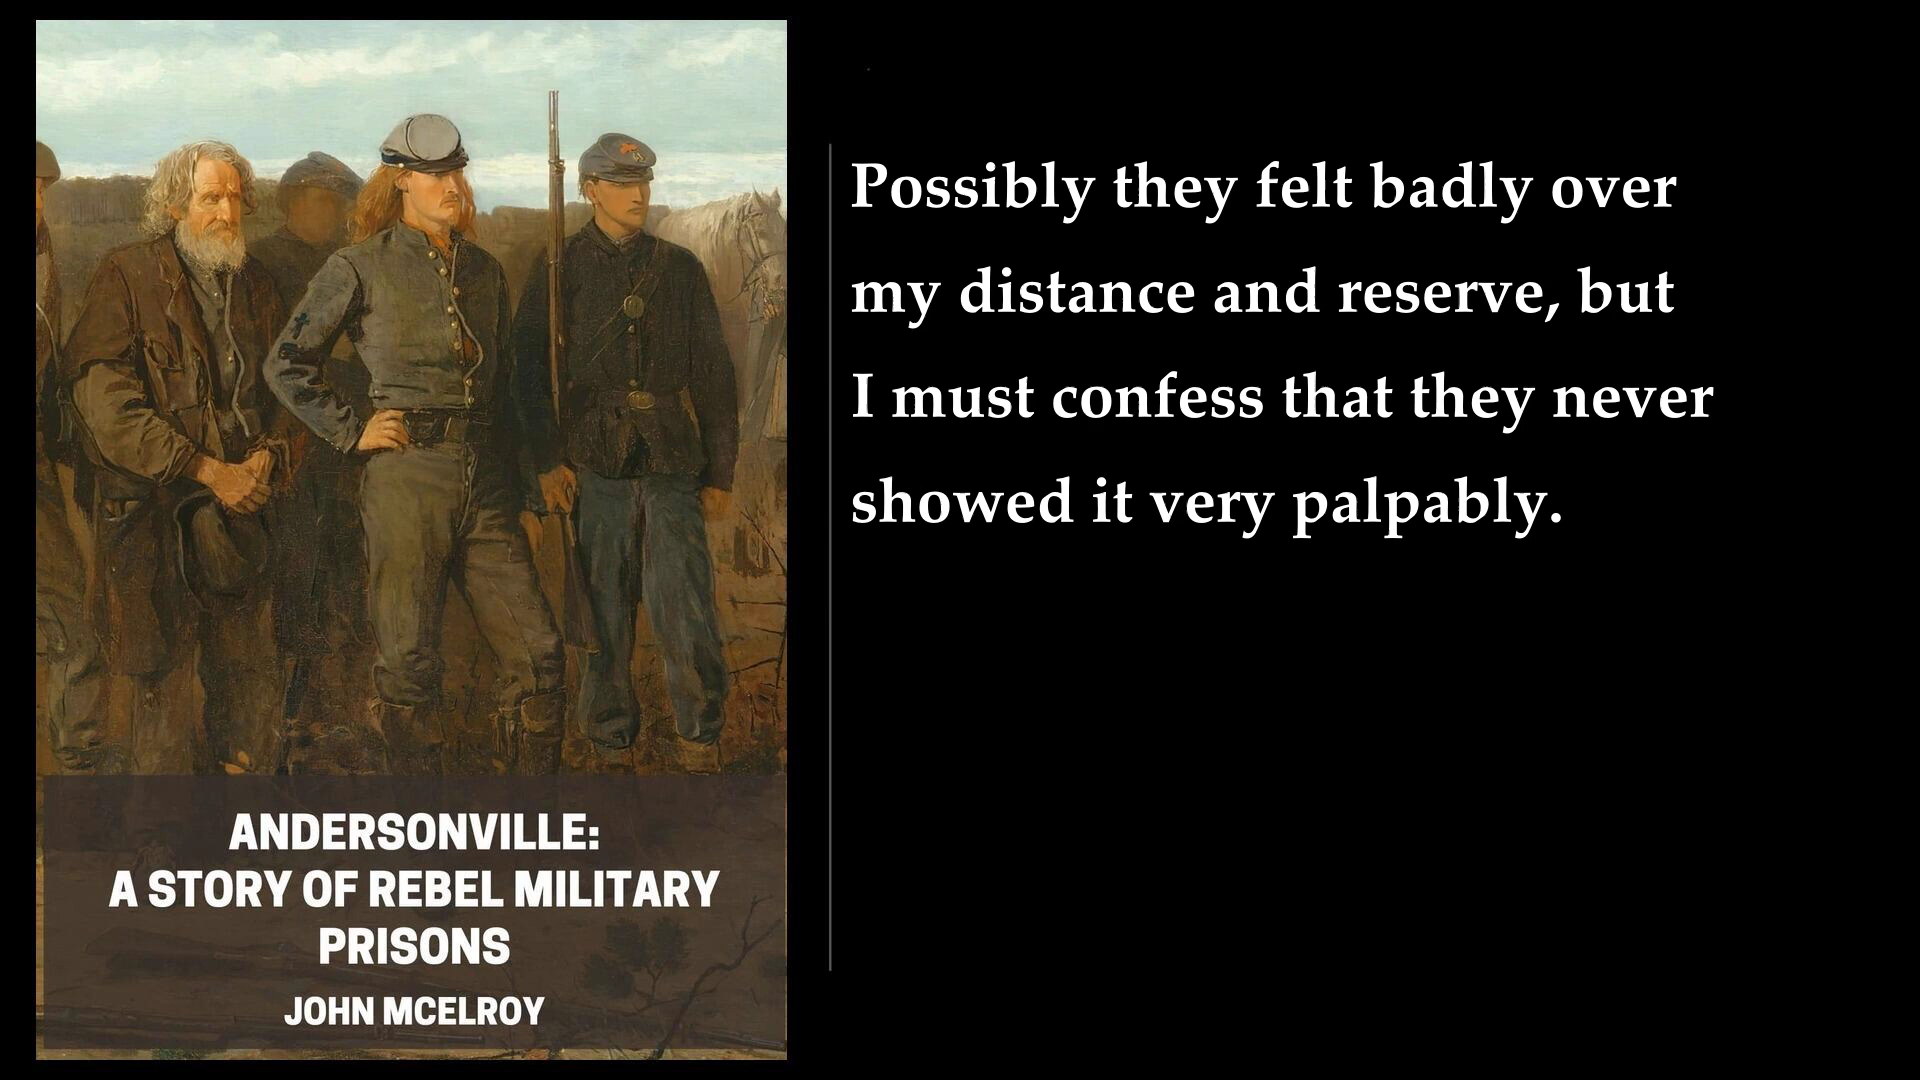 Possibly they felt badly over
my distance and reserve, but
I must confess that they never
showed it very palpably.
ANDERSONVILLE:
A STORY OF REBEL MILITARY
PRISONS
JOHN MCELROY